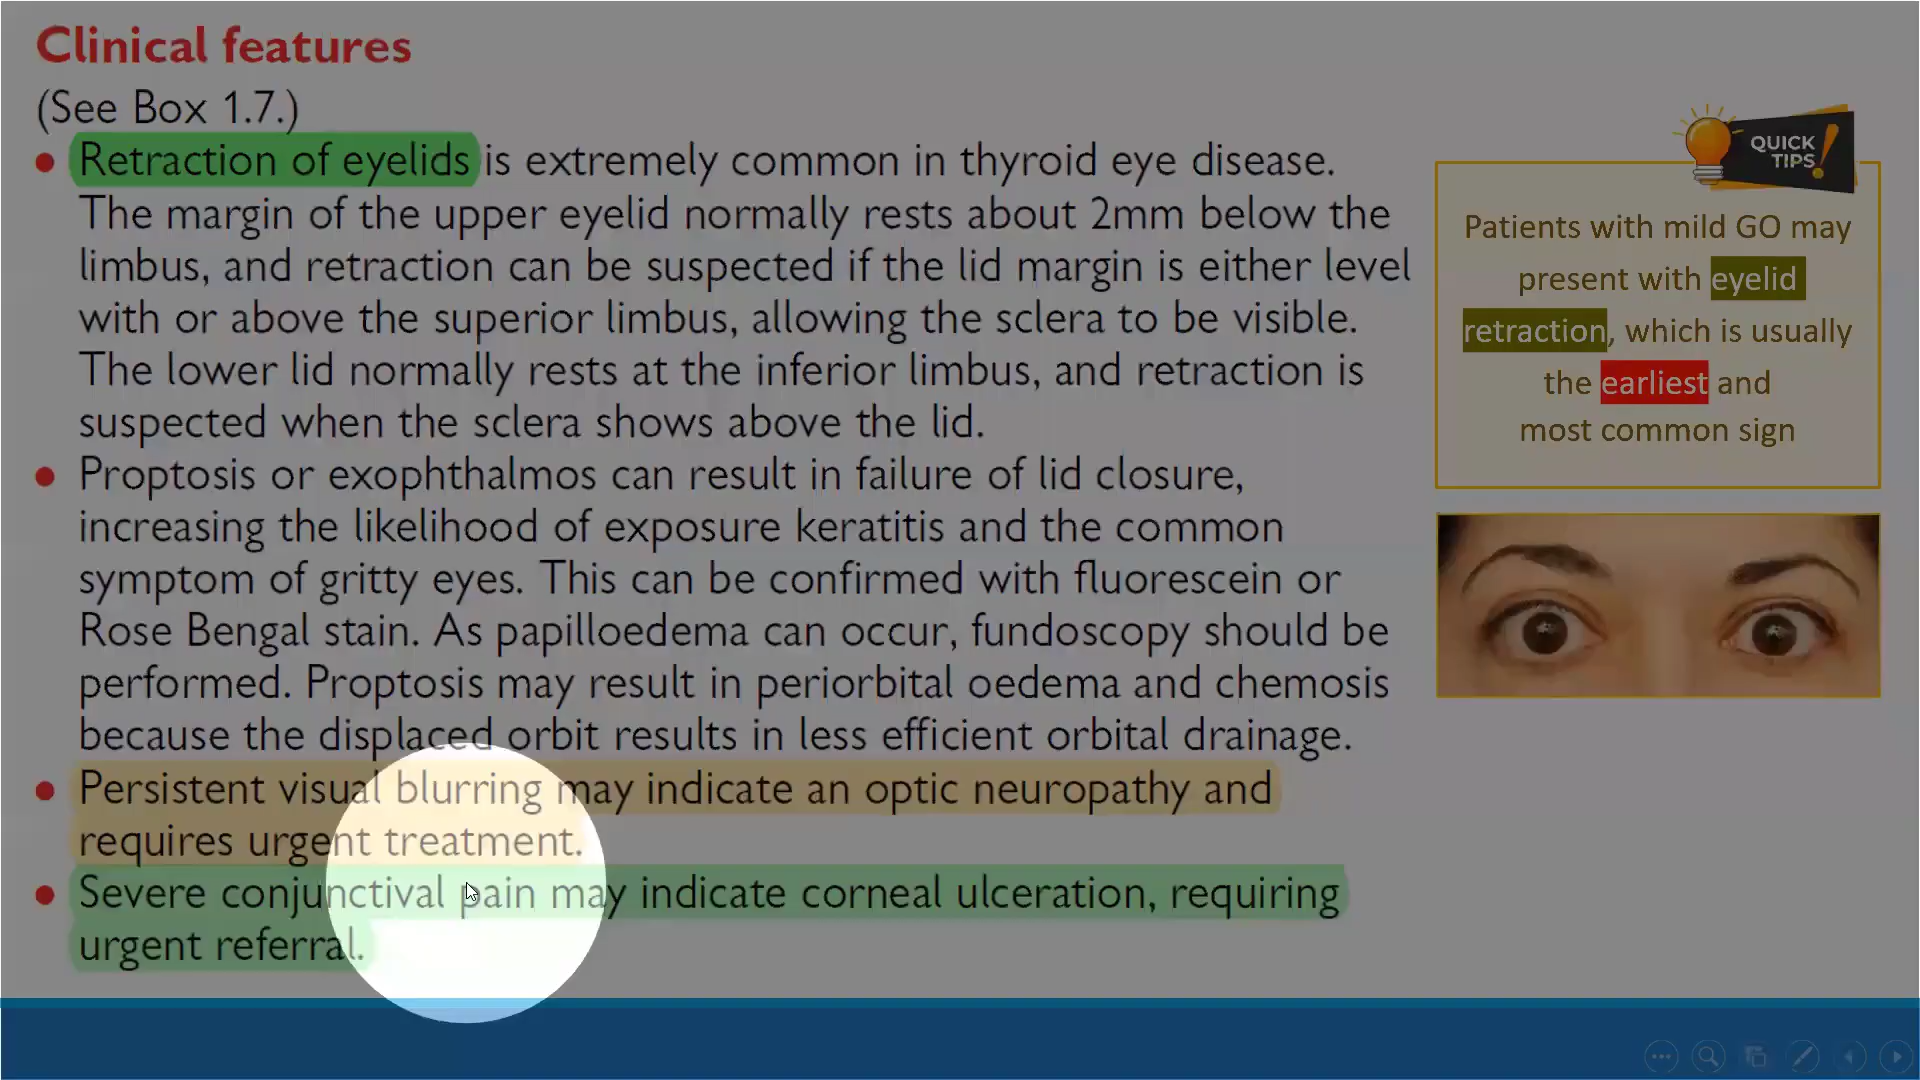 Clinical features
(See Box 1.7.)
Retraction of eyelids is extremely common in thyroid eye disease.
The margin of the upper eyelid normally rests about 2mm below the
limbus, and retraction can be suspected if the lid margin is either level
with or above the superior limbus, allowing the sclera to be visible.
The lower lid normally rests at the inferior limbus, and retraction is
suspected when the sclera shows above the lid.
Proptosis or exophthalmos can result in failure of lid closure,
increasing the likelihood of exposure keratitis and the common
symptom of gritty eyes. This can be confirmed with fluorescein or
Rose Bengal stain. As papilloedema can occur, fundoscopy should be
performed. Proptosis may result in periorbital oedema and chemosis
because the displaced orbit results in less efficient orbital drainage.
Persistent visual blurring may indicate an optic neuropathy and
requires urgent treatment.
Severe conjunctival pain may indicate corneal ulceration, requiring
urgent referral.
QUICK
TIPS!
Patients with mild GO may
present with eyelid
retraction, which is usually
the earliest and
most common sign